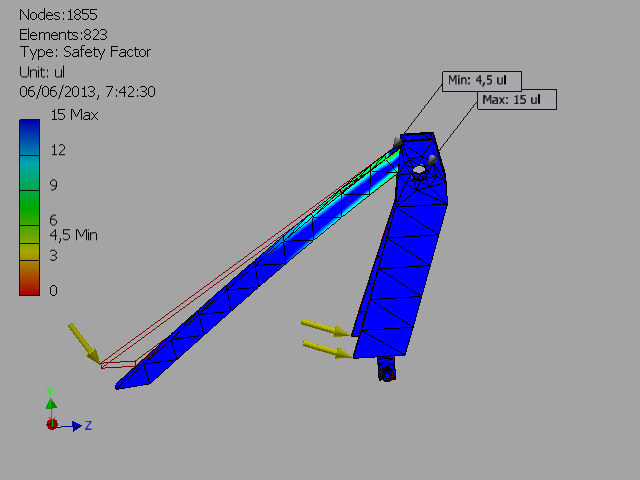 Nodes:1855
Elements:823
Type: Safety Factor
Unit: ul
06/06/2013, 7:42:30
15 Max
12
9
6
4,5 Min
3
0
Min: 4,5 ul
Max: 15 ul
Y
Z